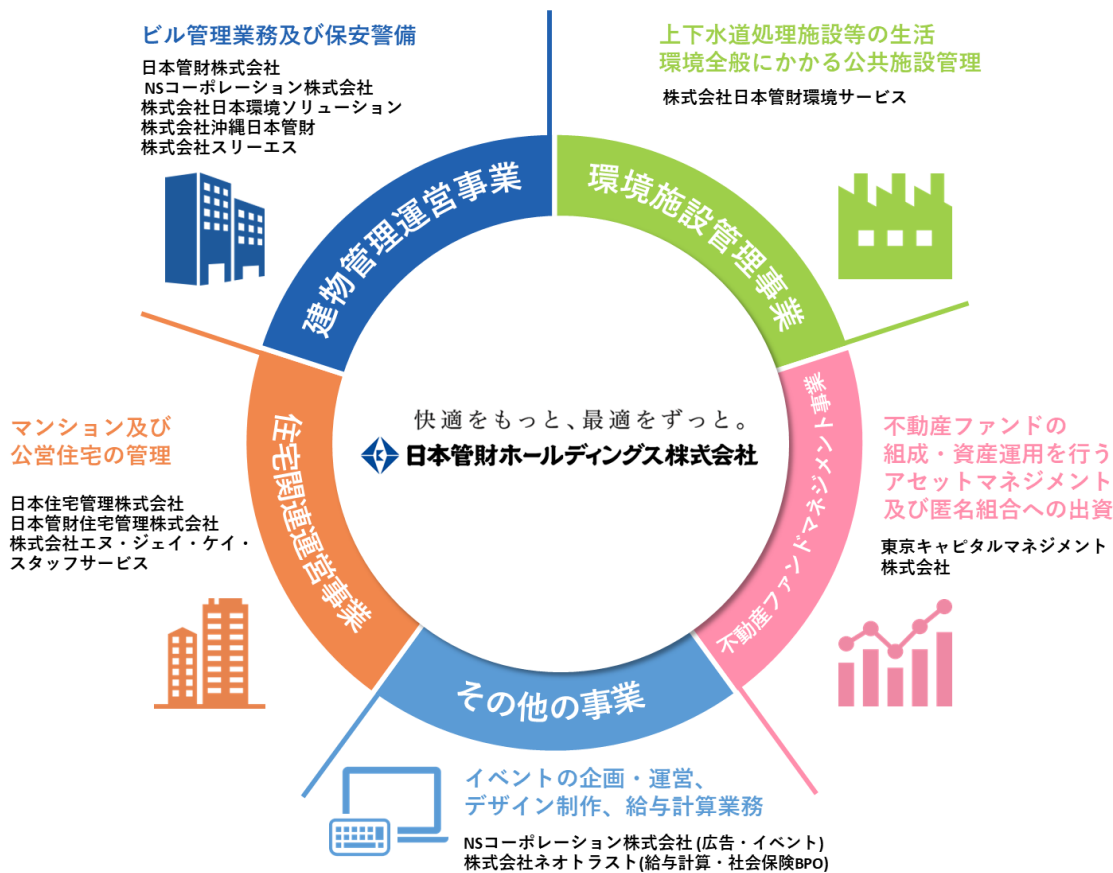 ビル管理業務及び保安警備
日本管財株式会社
NSコーポレーション株式会社
株式会社日本環境ソリューション
株式会社沖縄日本管財
株式会社スリーエス
建物管理運営事業
上下水道処理施設等の生活
環境全般にかかる公共施設管理
株式会社日本管財環境サービス
環境施設管理事業
快適をもっと、最適をずっと。
日本管財ホールディングス株式会社
マンション及び
公営住宅の管理
日本住宅管理株式会社
日本管財住宅管理株式会社
株式会社エヌ・ジェイ・ケイ・
スタッフサービス
住宅関連運営事業
不動産ファンドの
組成・資産運用を行う
アセットマネジメント
及び匿名組合への出資
東京キャピタルマネジメント
株式会社
不動産ファンドマネジメント事業
その他の事業
イベントの企画・運営、
デザイン制作、給与計算業務
NSコーポレーション株式会社 (広告・イベント)
株式会社ネオトラスト(給与計算・社会保険BPO)